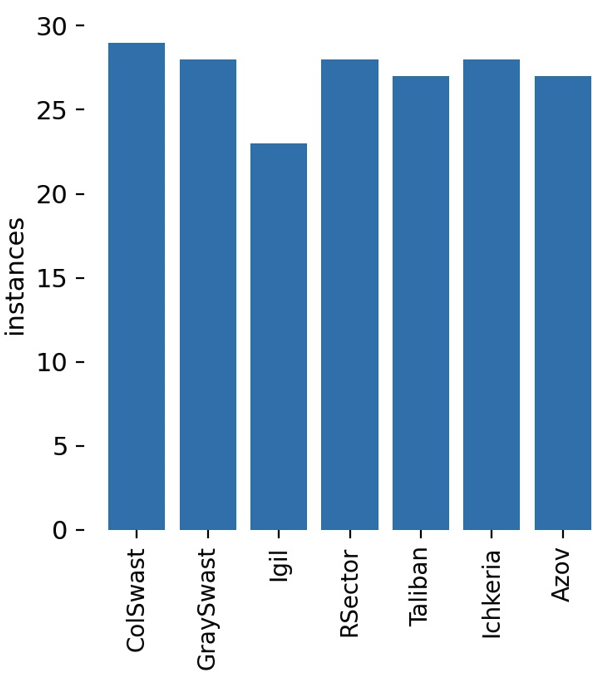 30
25
20
15
10
5
0
instances
ColSwast
GraySwast
Igil
RSector
Taliban
Ichkeria
Azov